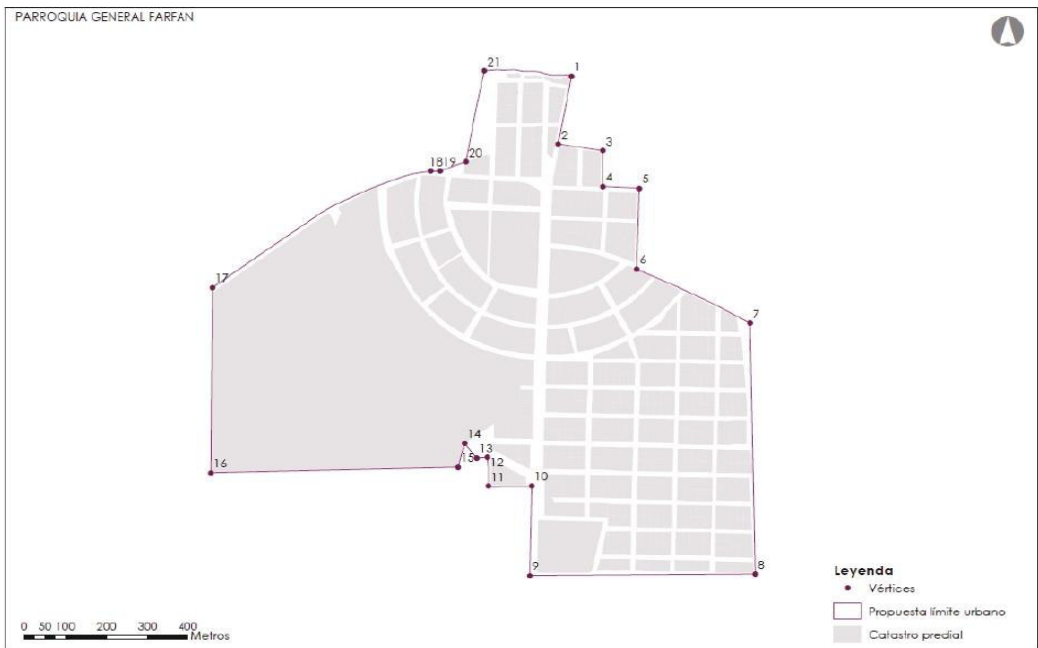 PARROQUIA GENERAL FARFAN
21
1
2
3
20
18 19
4
5
6
17
7
14
13
15
12
16
11
10
9
8
Leyenda
Vértices
Propuesta límite urbano
Catastro predial
0 50 100 200 300 400
Metros